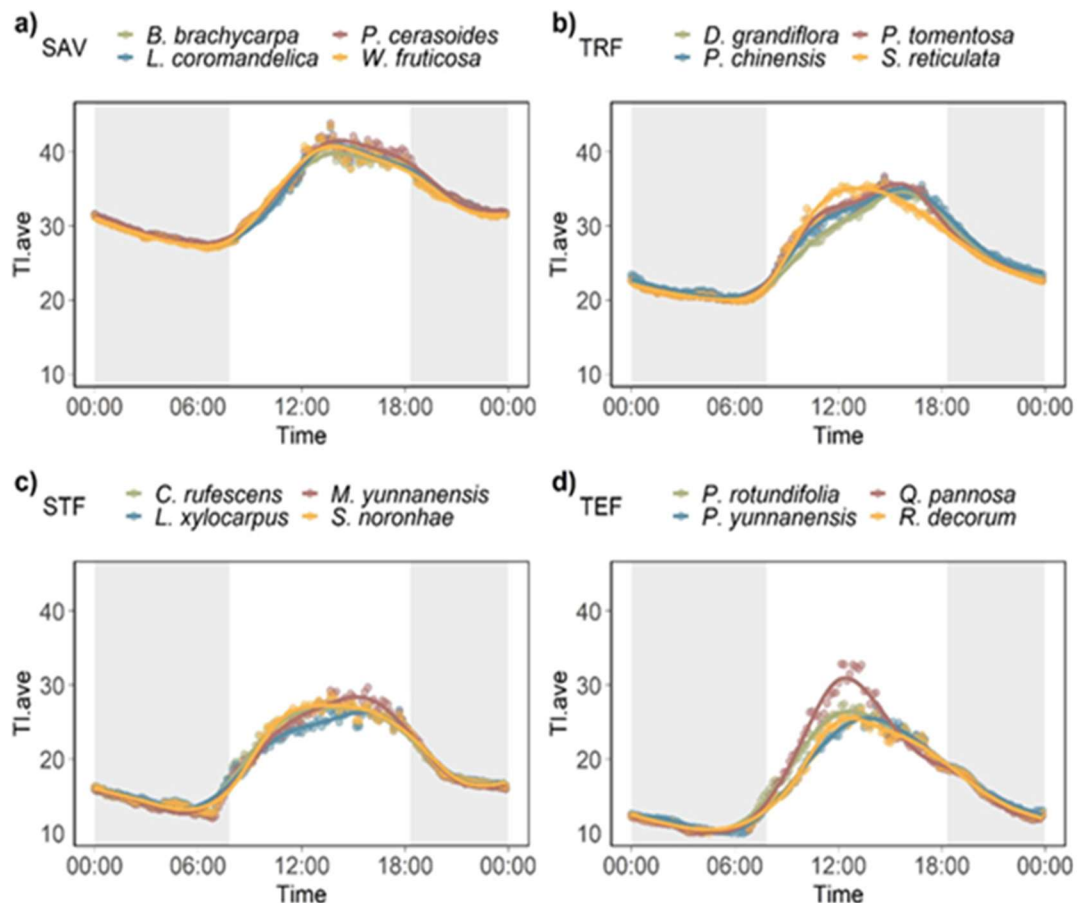 a) SAV B. brachycarpa P. cerasoides
L. coromandelica W. fruticosa
Tl.ave
40
30
20
10
00:00 06:00 12:00 18:00 00:00
Time
b) TRF D. grandiflora P. tomentosa
P. chinensis S. reticulata
Tl.ave
40
30
20
10
00:00 06:00 12:00 18:00 00:00
Time
c) STF C. rufescens M. yunnanensis
L. xylocarpus S. noronhae
Tl.ave
40
30
20
10
00:00 06:00 12:00 18:00 00:00
Time
d) TEF P. rotundifolia Q. pannosa
P. yunnanensis R. decorum
Tl.ave
40
30
20
10
00:00 06:00 12:00 18:00 00:00
Time